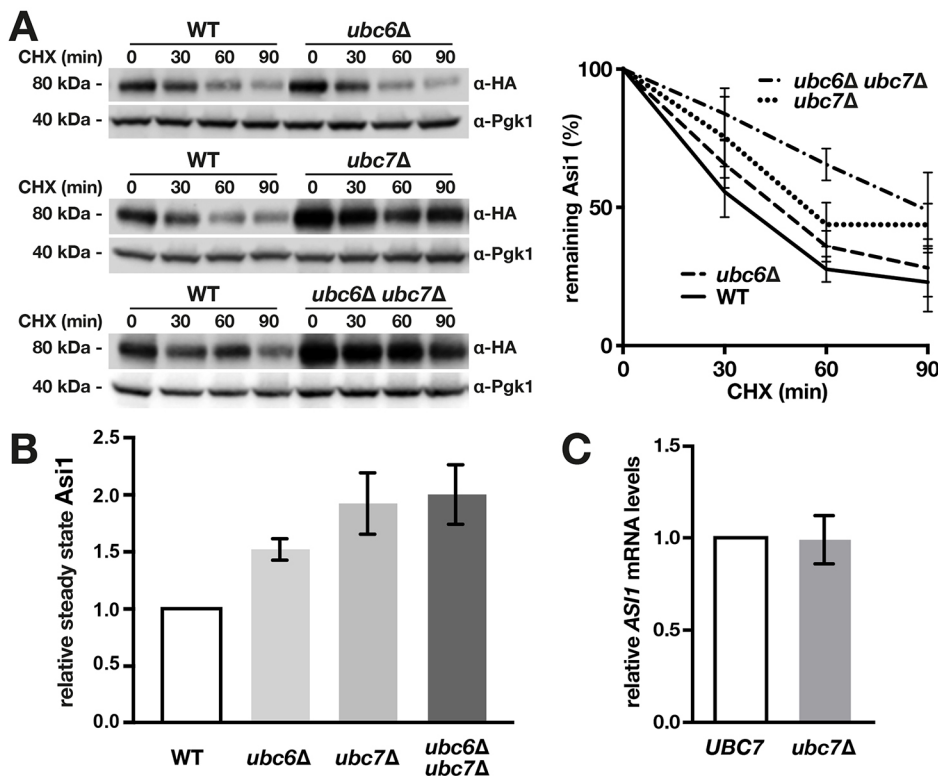 A
WT ubc6Δ
CHX (min) 0 30 60 90 0 30 60 90
80 kDa - α-HA
40 kDa - α-Pgk1
WT ubc7Δ
CHX (min) 0 30 60 90 0 30 60 90
80 kDa - α-HA
40 kDa - α-Pgk1
WT ubc6Δ ubc7Δ
CHX (min) 0 30 60 90 0 30 60 90
80 kDa - α-HA
40 kDa - α-Pgk1
remaining Asi1 (%)
100
50
0
ubc6Δ ubc7Δ
ubc7Δ
ubc6Δ
WT
0 30 60 90
CHX (min)
B
relative steady state Asi1
2.5
2.0
1.5
1.0
0.5
0.0
WT ubc6Δ ubc7Δ ubc6Δ
ubc7Δ
C
relative ASI1 mRNA levels
1.5
1.0
0.5
0.0
UBC7 ubc7Δ